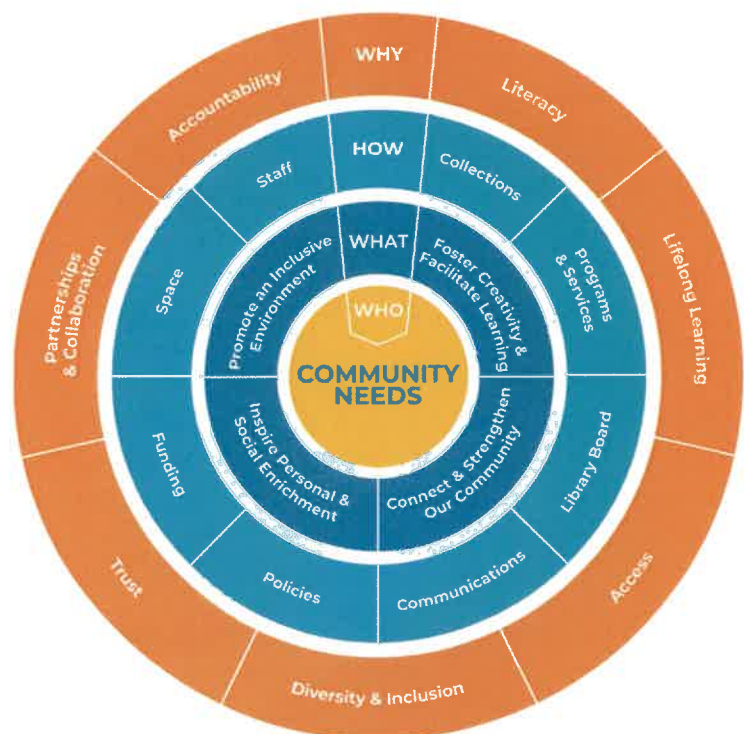 WHY
Literacy
Lifelong Learning
Access
Diversity & Inclusion
Trust
Partnerships
& Collaboration
Accountability
HOW
Collections
Programs
& Services
Library Board
Communications
Policies
Funding
Space
Staff
WHAT
Foster Creativity &
Facilitate Learning
Connect & Strengthen
Our Community
Inspire Personal &
Social Enrichment
Promote an Inclusive
Environment
WHO
COMMUNITY
NEEDS